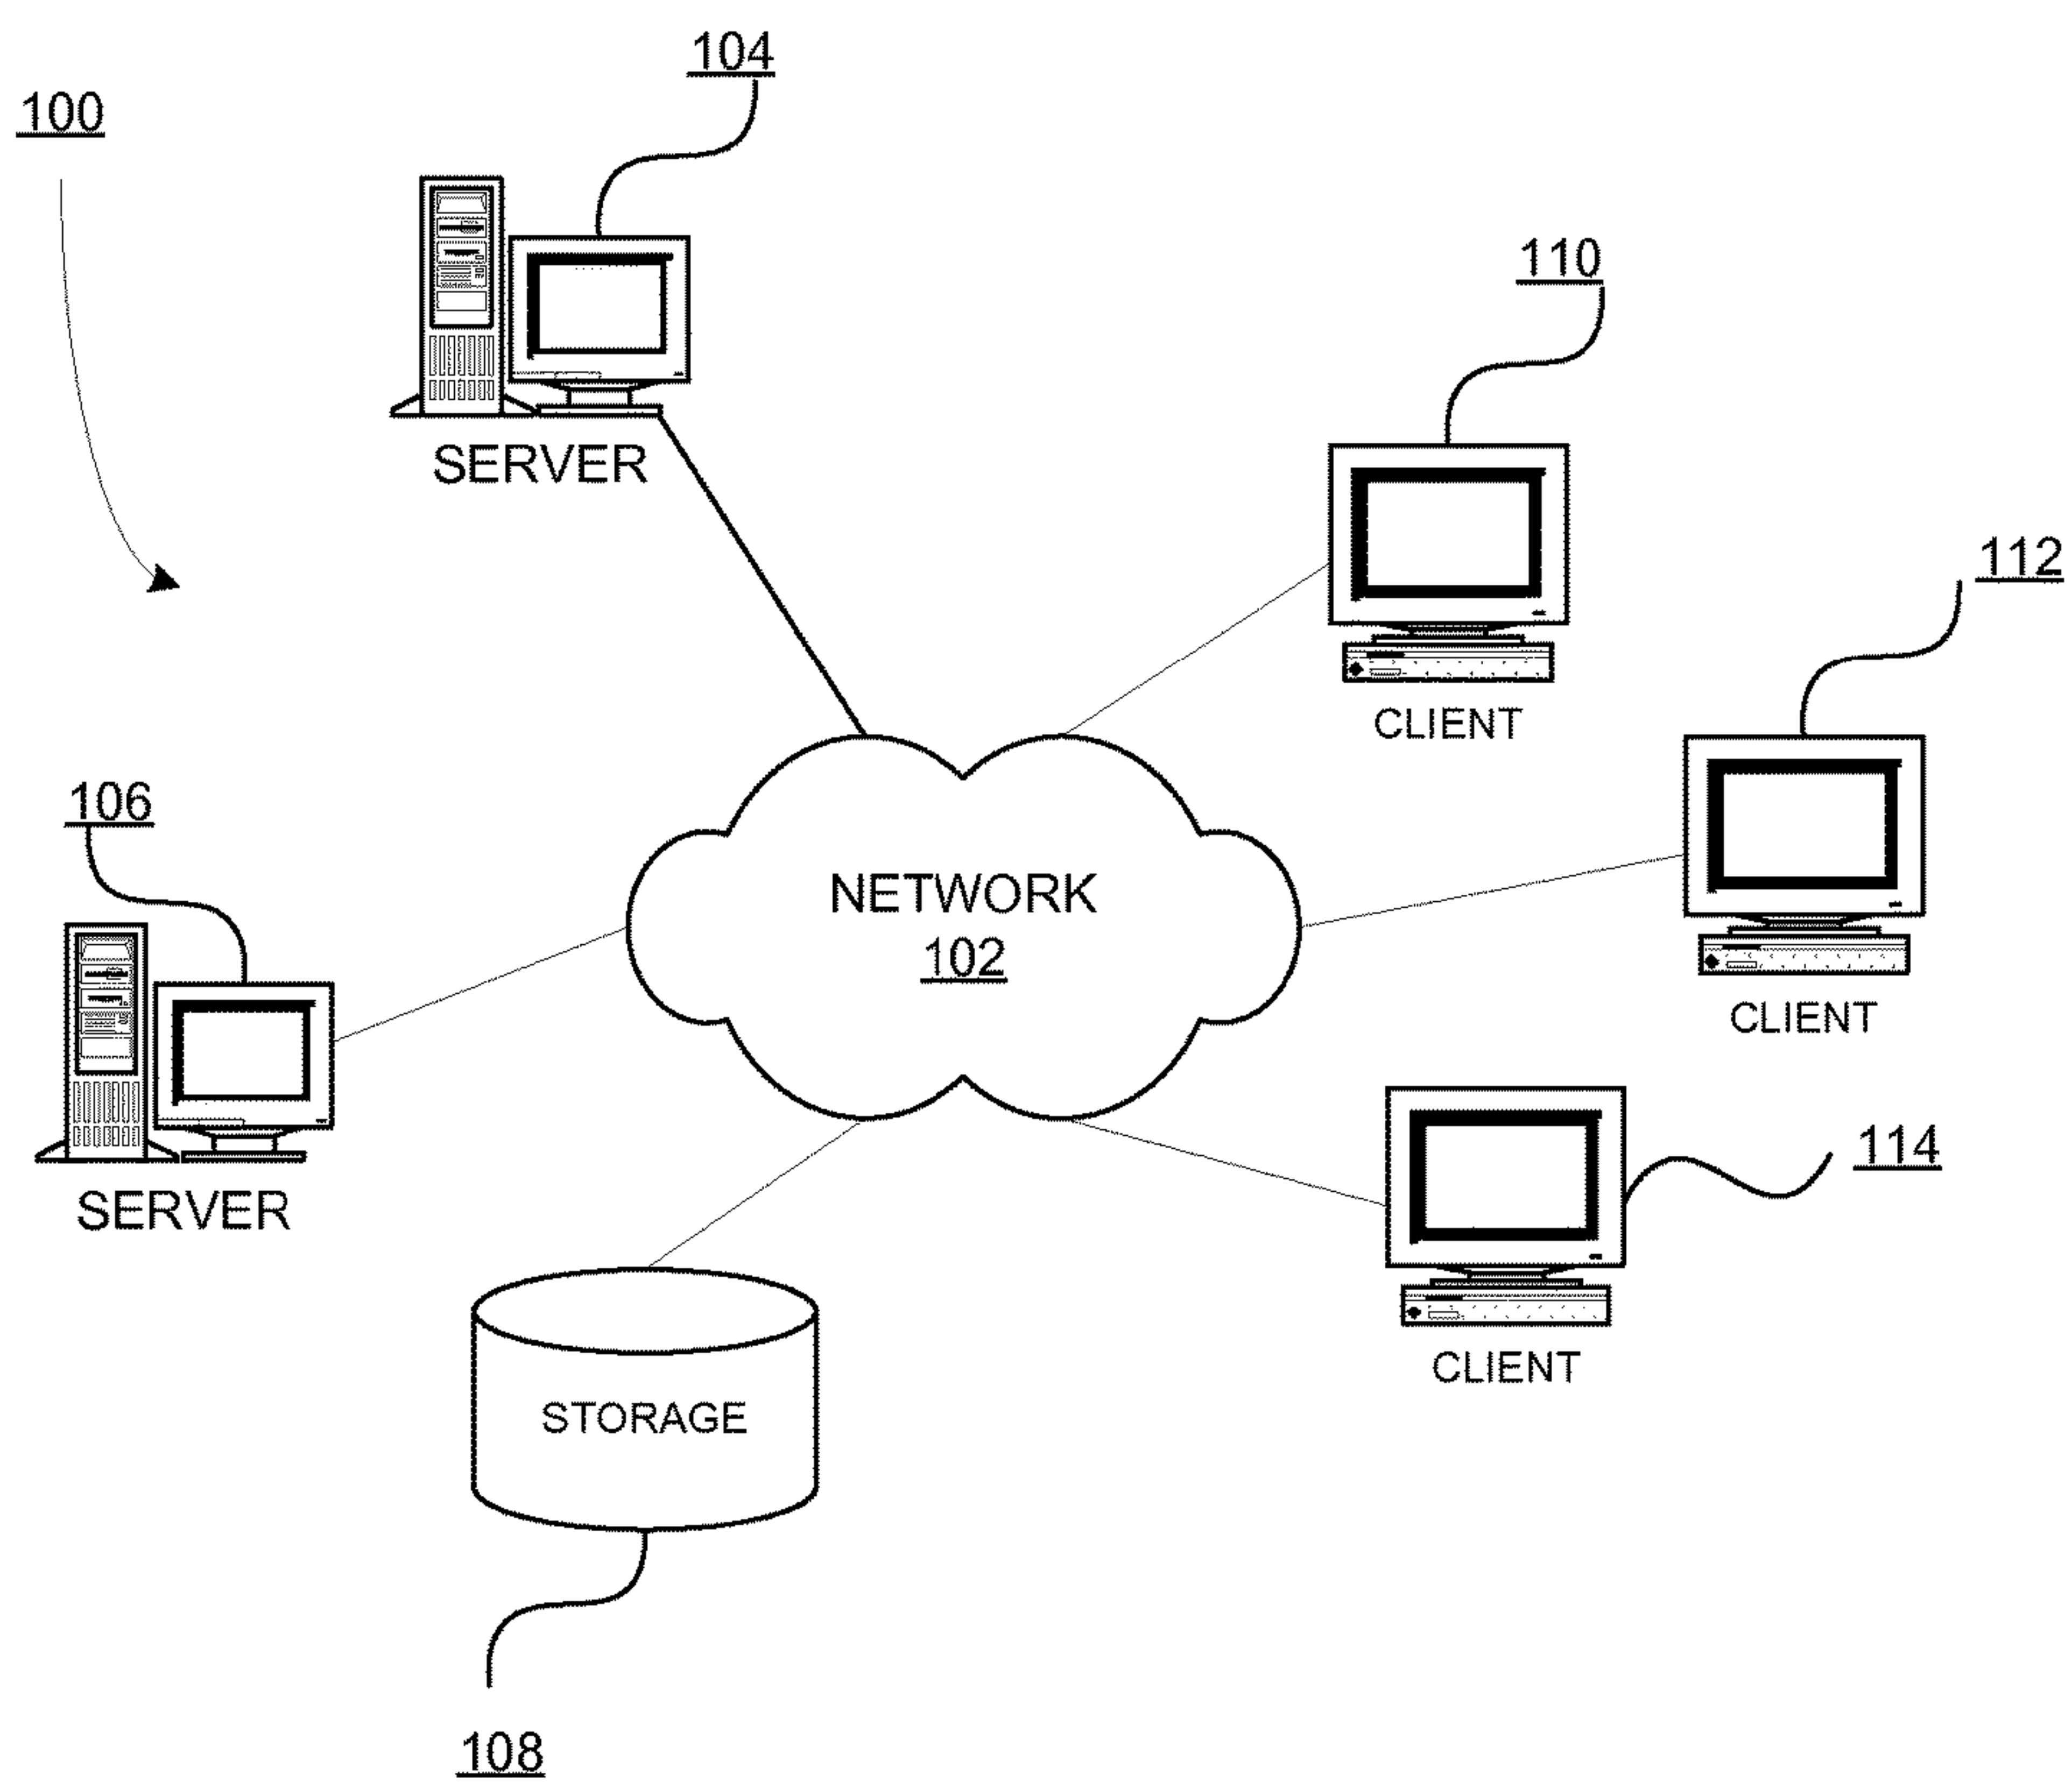 104
100
SERVER
110
CLIENT
112
CLIENT
106
SERVER
NETWORK
102
114
CLIENT
STORAGE
108